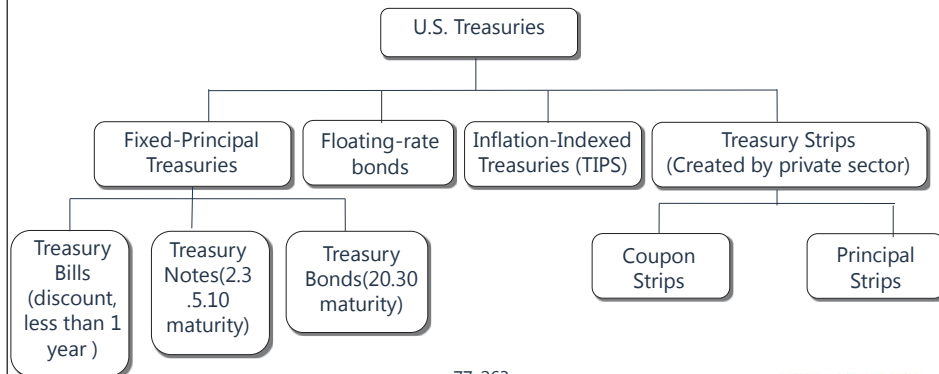 U.S. Treasuries
Fixed-Principal
Treasuries
Floating-rate
bonds
Inflation-Indexed
Treasuries (TIPS)
Treasury Strips
(Created by private sector)
Treasury
Bills
(discount,
less than 1
year )
Treasury
Notes(2.3
.5.10
maturity)
Treasury
Bonds(20.30
maturity)
Coupon
Strips
Principal
Strips